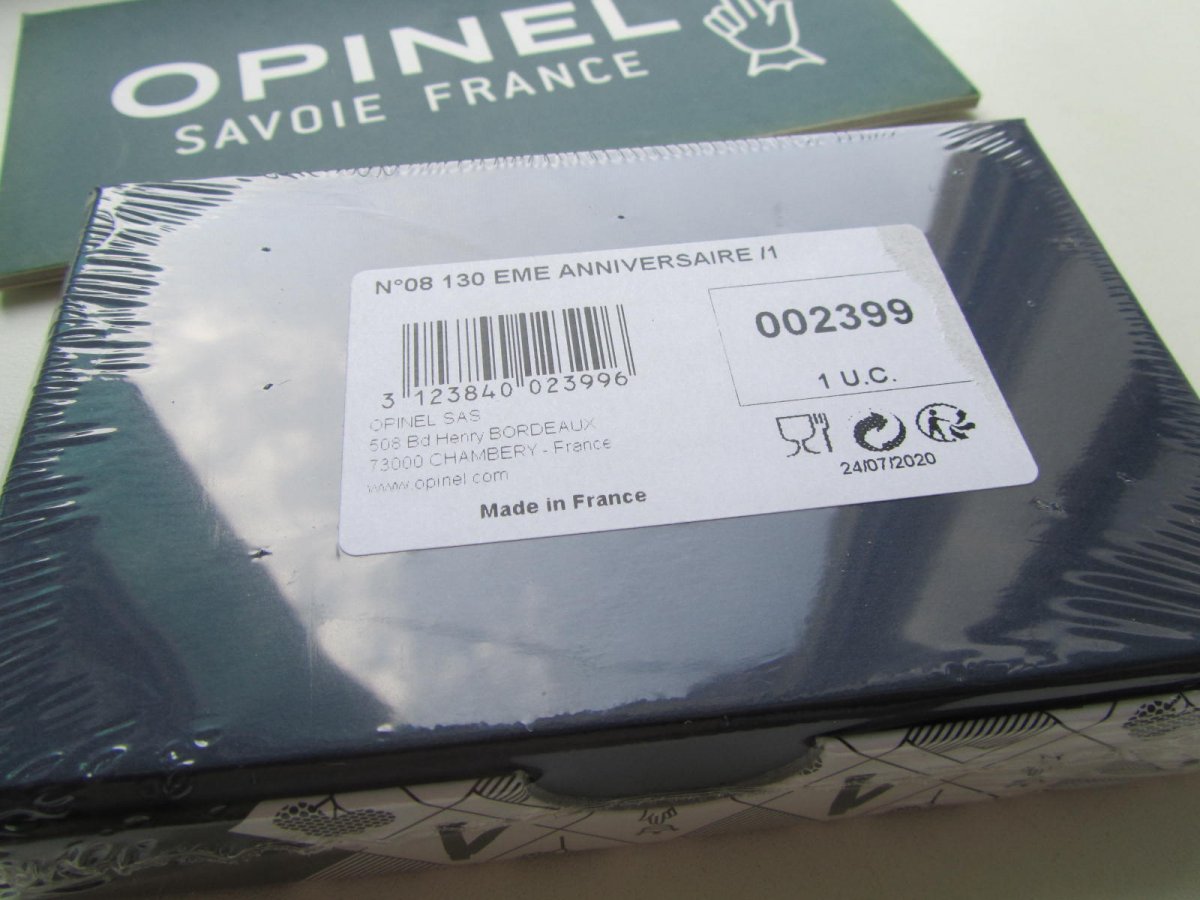 OPINEL
SAVOIE FRANCE
N°08 130 EME ANNIVERSAIRE /1
002399
1 U.C.
3 123840 023996
OPINEL SAS
508 Bd Henry BORDEAUX
73000 CHAMBERY - France
www.opinel.com
24/07/2020
Made in France